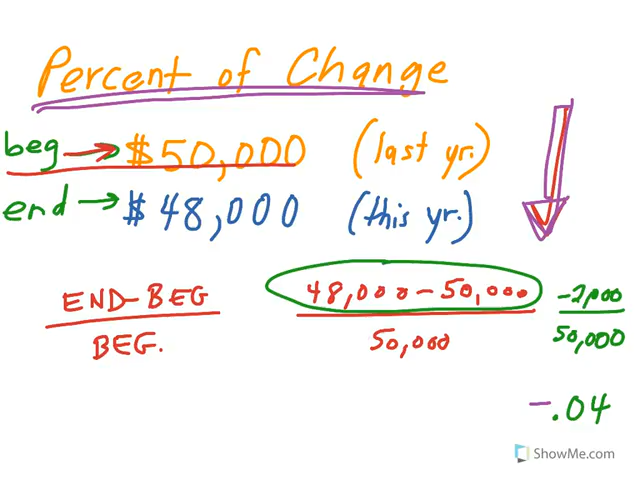 Percent of Change
beg → $50,000 (last yr.)
end → $48,000 (this yr.)
END-BEG
BEG.
48,000-50,000
50,000
-2,000
50,000
-.04
ShowMe.com